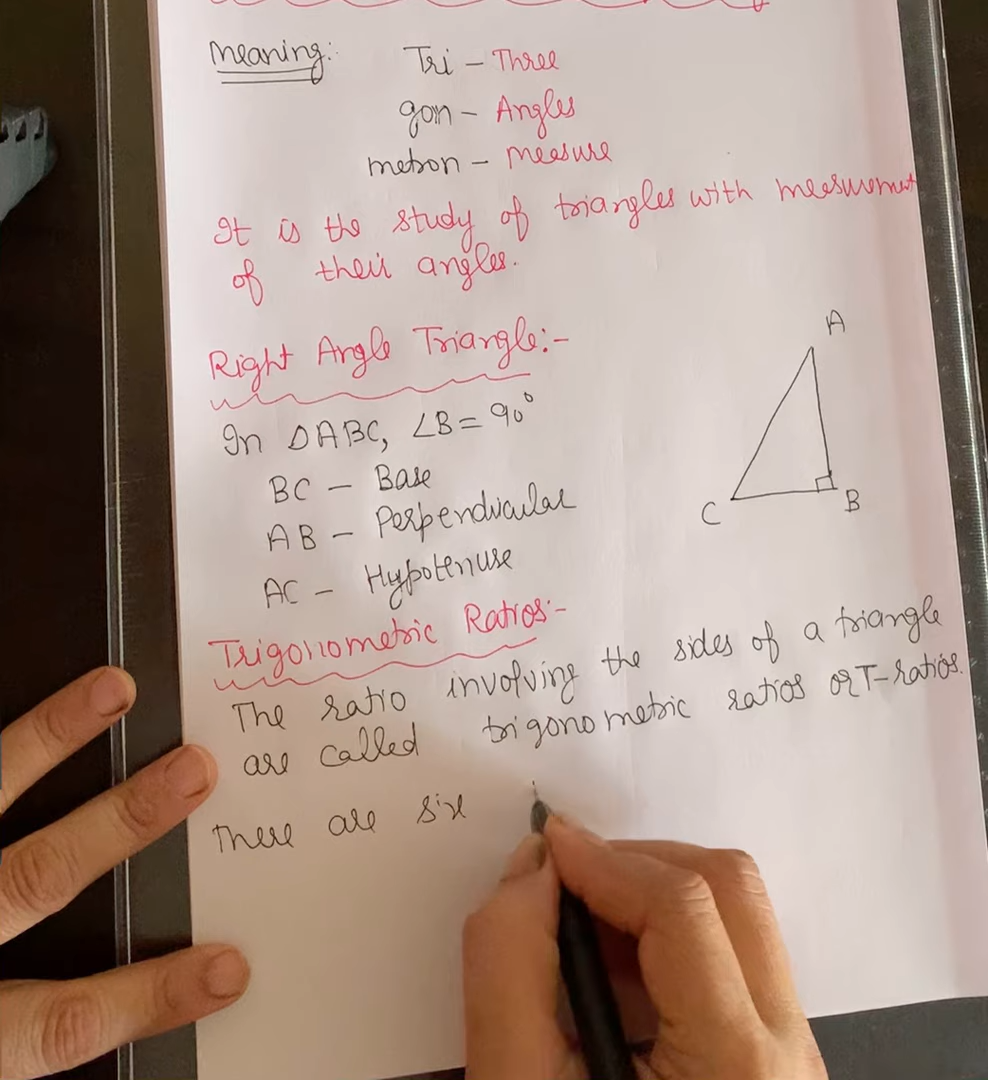 Meaning: Tri - Three
gon - Angles
metron - Measure
It is the study of triangles with measurement
of their angles.
Right Angle Triangle:-
In ΔABC, ∠B = 90°
BC - Base
AB - Perpendicular
AC - Hypotenuse
A
C
B
Trigonometric Ratios:-
The ratio involving the sides of a triangle
are called trigonometric ratios or T-ratios.
There are six